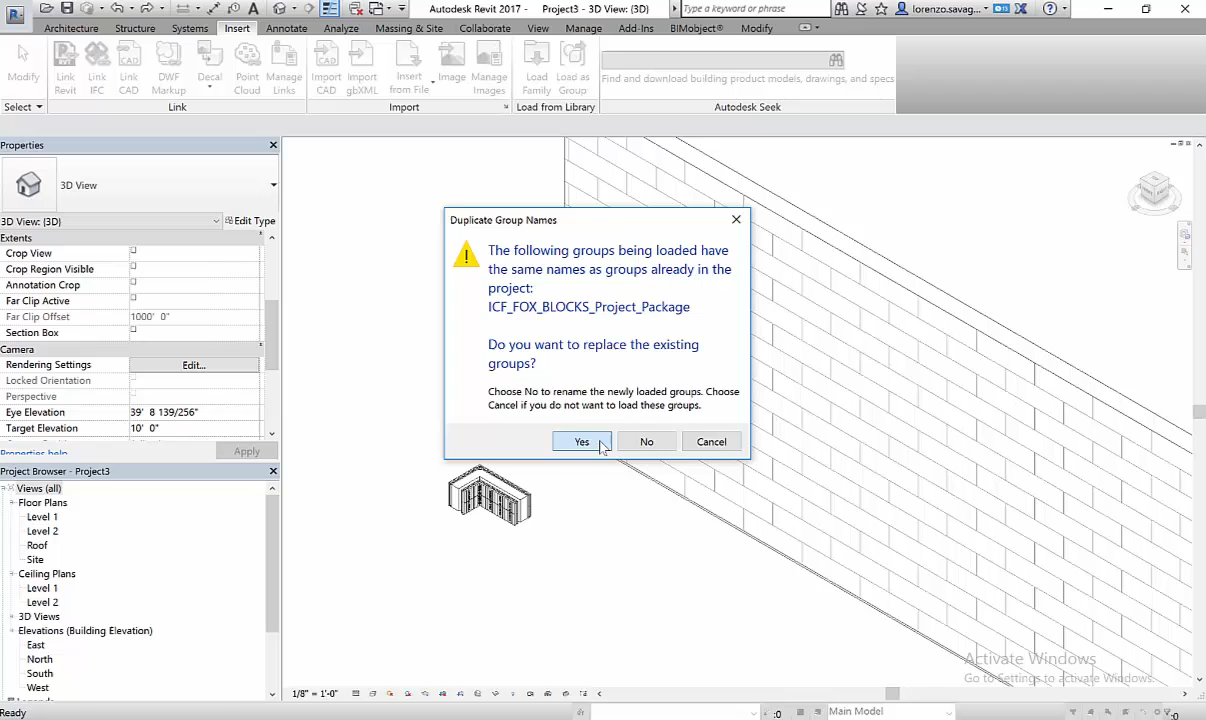 Autodesk Revit 2017 - Project3 - 3D View: {3D}
Type a keyword or phrase
lorenzo.savag...
Architecture Structure Systems Insert Annotate Analyze Massing & Site Collaborate View Manage Add-Ins BIMobject® Modify
Modify
Link Revit
Link IFC
Link CAD
DWF Markup
Decal
Point Cloud
Manage Links
Import CAD
Import gbXML
Insert from File
Image
Manage Images
Load Family
Load as Group
Find and download building product models, drawings, and specs
Select
Link
Import
Load from Library
Autodesk Seek
Properties
3D View
3D View: {3D}
Edit Type
Extents
Crop View
Crop Region Visible
Annotation Crop
Far Clip Active
Far Clip Offset 1000' 0"
Section Box
Camera
Rendering Settings Edit...
Locked Orientation
Perspective
Eye Elevation 39' 8 139/256"
Target Elevation 10' 0"
Properties help
Apply
Project Browser - Project3
Views (all)
Floor Plans
Level 1
Level 2
Roof
Site
Ceiling Plans
Level 1
Level 2
3D Views
Elevations (Building Elevation)
East
North
South
West
Duplicate Group Names
The following groups being loaded have
the same names as groups already in the
project:
ICF_FOX_BLOCKS_Project_Package
Do you want to replace the existing
groups?
Choose No to rename the newly loaded groups. Choose
Cancel if you do not want to load these groups.
Yes No Cancel
Activate Windows
Go to Settings to activate Windows.
1/8" = 1'-0"
Ready
:0
Main Model
:0